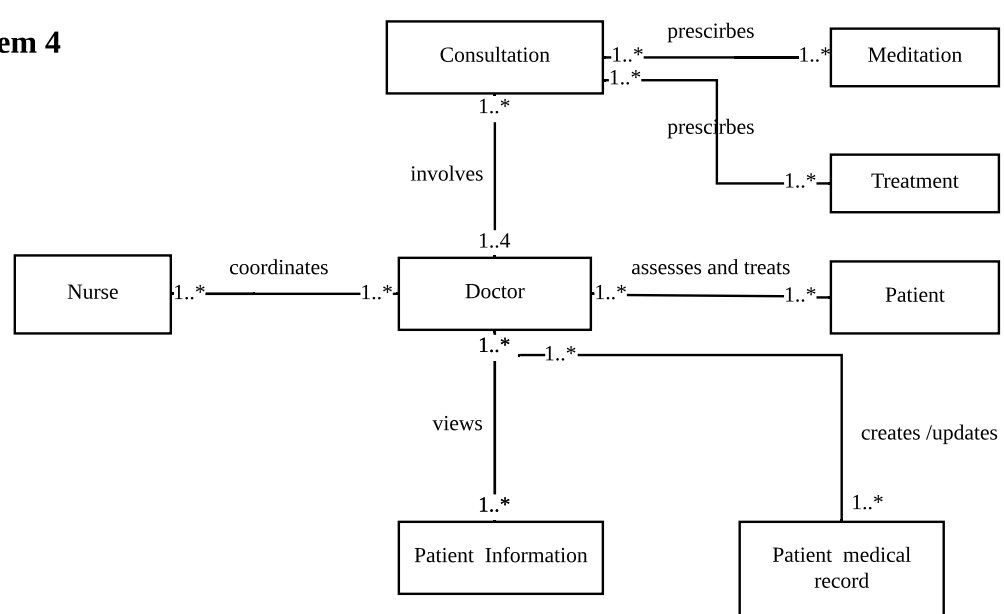 em 4
Consultation
prescirbes
1..*
1..*
Meditation
1..*
prescirbes
1..*
Treatment
1..*
involves
1..4
Nurse
1..*
coordinates
1..*
Doctor
1..*
assesses and treats
1..*
Patient
1..*
1..*
views
creates /updates
1..*
1..*
Patient Information
Patient medical
record